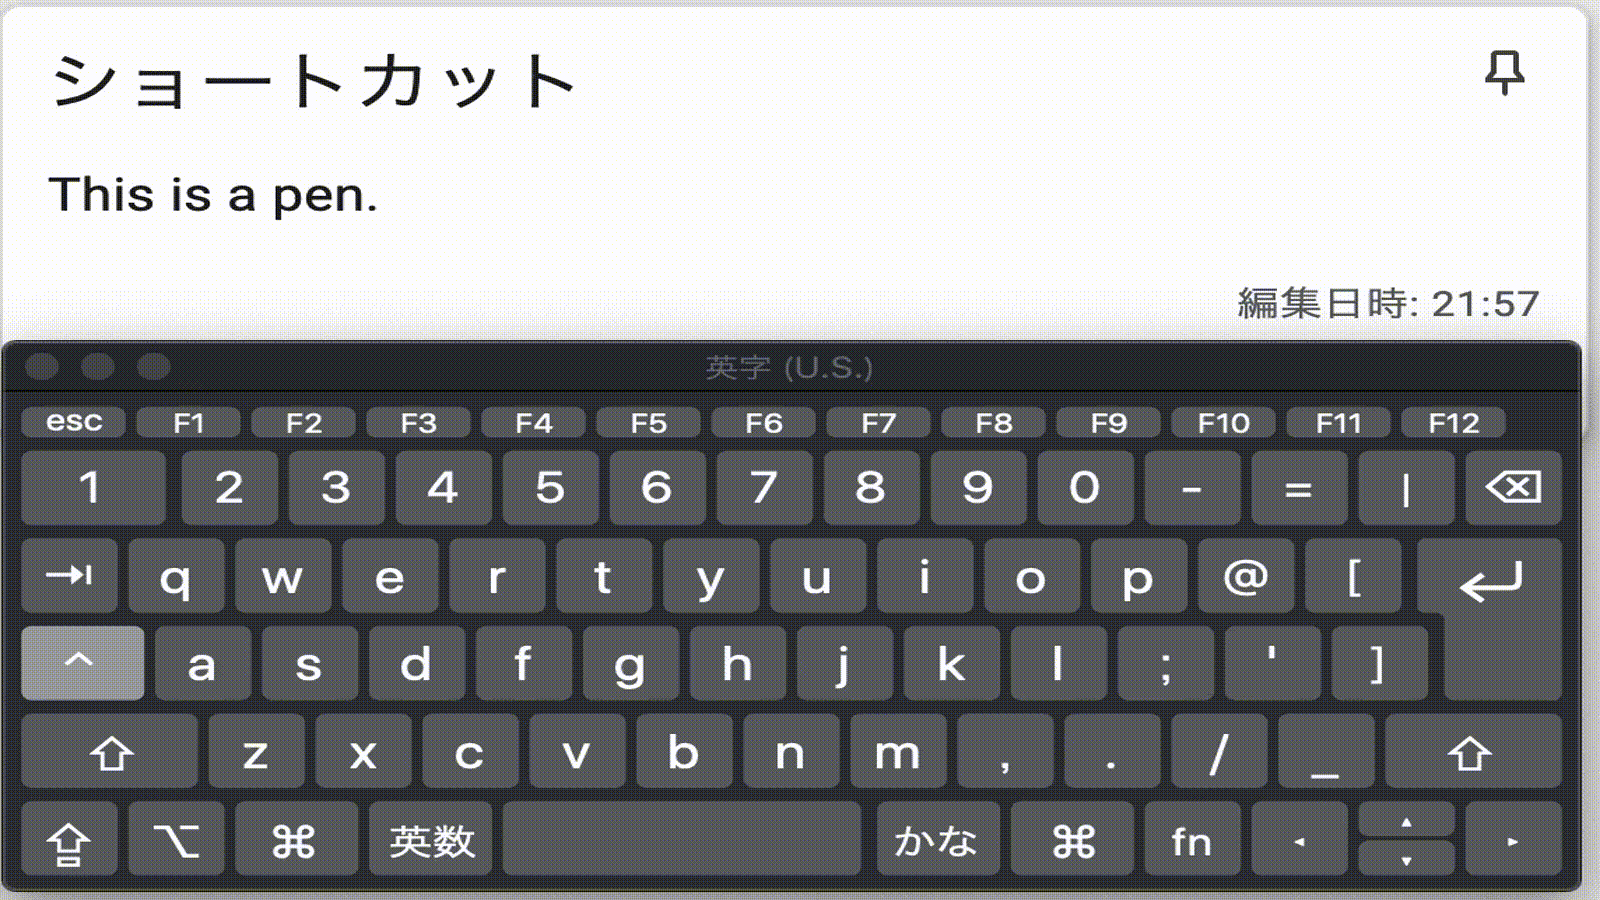 ショートカット
This is a pen.
編集日時: 21:57
英字 (U.S.)
esc F1 F2 F3 F4 F5 F6 F7 F8 F9 F10 F11 F12
1 2 3 4 5 6 7 8 9 0 - = |
q w e r t y u i o p @ [
^ a s d f g h j k l ; ' ]
z x c v b n m , . / _
⌥ ⌘ 英数 かな ⌘ fn